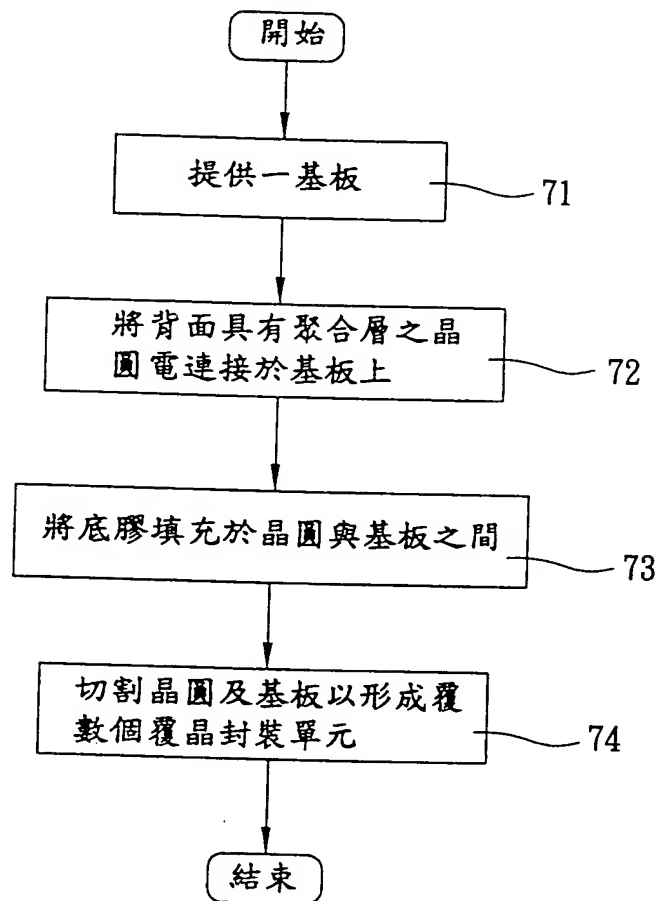 開始
提供一基板
71
將背面具有聚合層之晶
圓電連接於基板上
72
將底膠填充於晶圓與基板之間
73
切割晶圓及基板以形成覆
數個覆晶封裝單元
74
結束